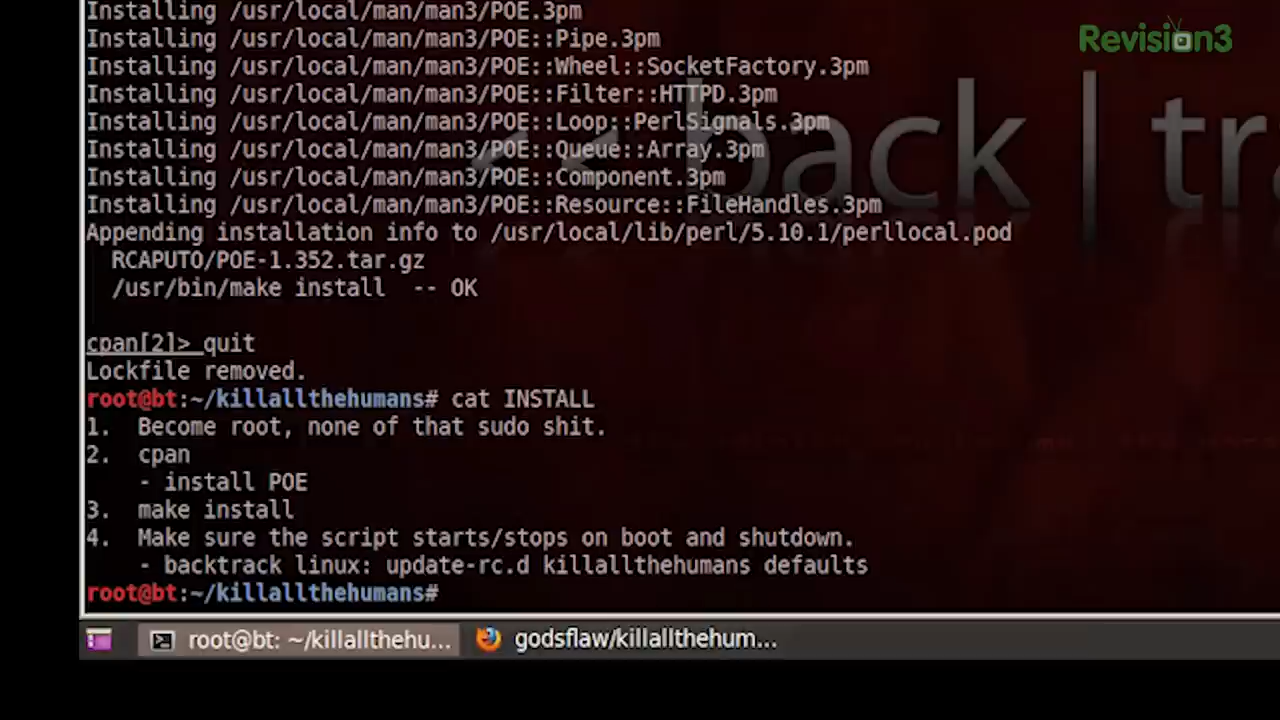 Installing /usr/local/man/man3/POE.3pm
Revision3
Installing /usr/local/man/man3/POE::Pipe.3pm
Installing /usr/local/man/man3/POE::Wheel::SocketFactory.3pm
Installing /usr/local/man/man3/POE::Filter::HTTPD.3pm
Installing /usr/local/man/man3/POE::Loop::PerlSignals.3pm
<< back | tr
Installing /usr/local/man/man3/POE::Queue::Array.3pm
Installing /usr/local/man/man3/POE::Component.3pm
Installing /usr/local/man/man3/POE::Resource::FileHandles.3pm
Appending installation info to /usr/local/lib/perl/5.10.1/perllocal.pod
RCAPUTO/POE-1.352.tar.gz
/usr/bin/make install -- OK
cpan[2]> quit
Lockfile removed.
root@bt:~/killallthehumans# cat INSTALL
1. Become root, none of that sudo shit.
2. cpan
- install POE
3. make install
4. Make sure the script starts/stops on boot and shutdown.
- backtrack linux: update-rc.d killallthehumans defaults
root@bt:~/killallthehumans#
root@bt: ~/killallthehu...
godsflaw/killallthehum...